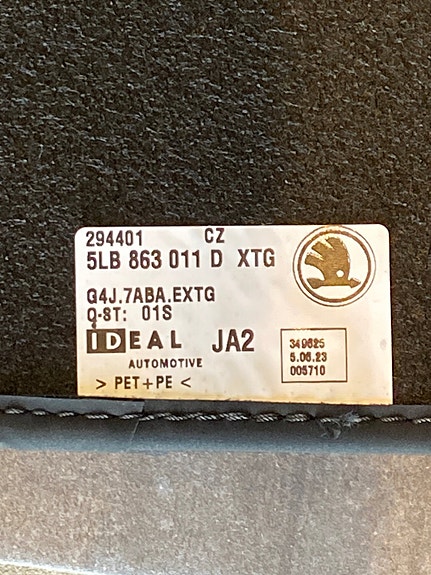 294401 CZ
5LB 863 011 D XTG
G4J.7ABA.EXTG
Q-ST: 01S
IDEAL JA2
AUTOMOTIVE
> PET+PE <
349625
5.06.23
005710